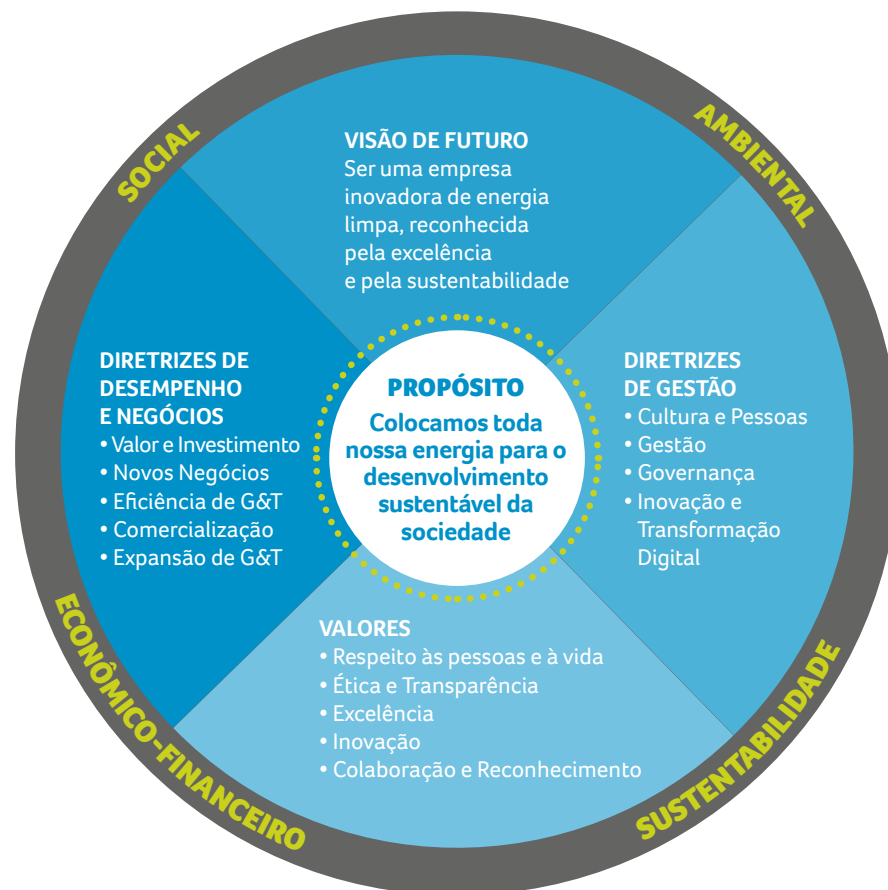 SOCIAL
AMBIENTAL
VISÃO DE FUTURO
Ser uma empresa
inovadora de energia
limpa, reconhecida
pela excelência
e pela sustentabilidade
DIRETRIZES DE
DESEMPENHO
E NEGÓCIOS
• Valor e Investimento
• Novos Negócios
• Eficiência de G&T
• Comercialização
• Expansão de G&T
PROPÓSITO
Colocamos toda
nossa energia para o
desenvolvimento
sustentável da
sociedade
DIRETRIZES
DE GESTÃO
• Cultura e Pessoas
• Gestão
• Governança
• Inovação e
Transformação
Digital
VALORES
• Respeito às pessoas e à vida
• Ética e Transparência
• Excelência
• Inovação
• Colaboração e Reconhecimento
ECONÔMICO-FINANCEIRO
SUSTENTABILIDADE